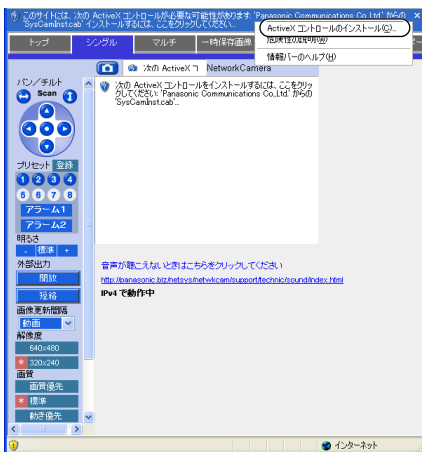 このサイトには、次の ActiveX コントロールが必要な可能性があります: 'Panasonic Communications Co.,Ltd' からの
'SysCamInst.cab' インストールするには、ここをクリックしてください...
ActiveX コントロールのインストール(C)...
危険性の説明(W)
情報バーのヘルプ(H)
トップ
シングル
マルチ
一時保存画像
次の ActiveX コ
NetworkCamera
パン/チルト
Scan
次の ActiveX コントロールをインストールするには、ここをクリッ
クしてください: 'Panasonic Communications Co.,Ltd' からの
'SysCamInst.cab'...
プリセット 登録
1 2 3 4
5 6 7 8
アラーム1
アラーム2
明るさ
- 標準 +
外部出力
開放
短絡
画像更新間隔
動画
解像度
640x480
* 320x240
画質
画質優先
* 標準
動き優先
音声が聴こえないときはこちらをクリックしてください
http://panasonic.biz/netsys/netwkcam/support/technic/sound/index.html
IPv4 で動作中
インターネット